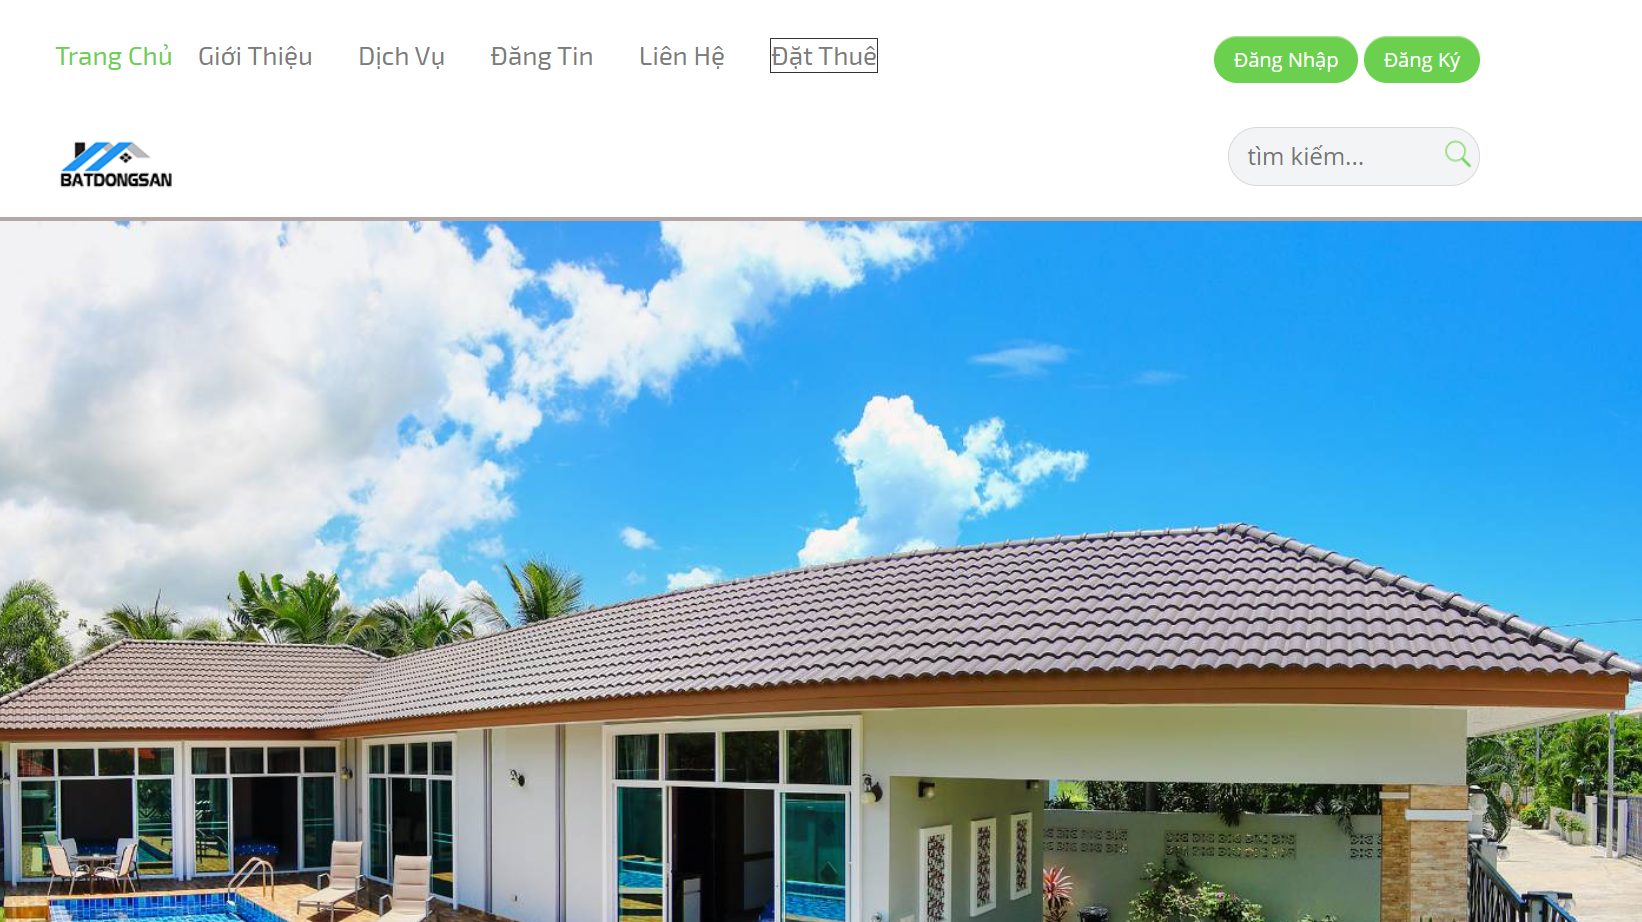 Trang Chủ Giới Thiệu Dịch Vụ Đăng Tin Liên Hệ Đặt Thuê Đăng Nhập Đăng Ký
BATDONGSAN tìm kiếm...